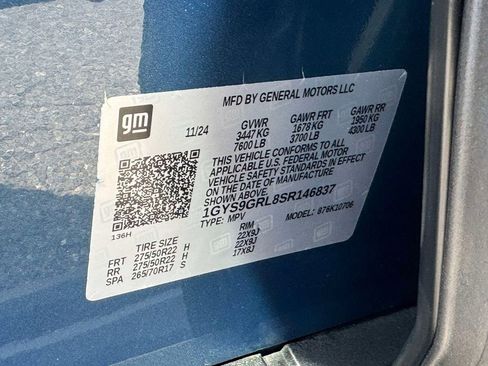 MFD BY GENERAL MOTORS LLC
gm
11/24 GVWR GAWR FRT GAWR RR
3447 KG 1678 KG 1950 KG
7600 LB 3700 LB 4300 LB
THIS VEHICLE CONFORMS TO ALL
APPLICABLE U.S. FEDERAL MOTOR
VEHICLE SAFETY STANDARDS IN EFFECT
ON THE DATE OF MANUFACTURE
SHOWN ABOVE.
1GYS9GRL8SR146837
TYPE: MPV MODEL: 876K10706
136H
TIRE SIZE RIM
FRT 275/50R22 H 22X9J
RR 275/50R22 H 22X9J
SPA 265/70R17 S 17X8J